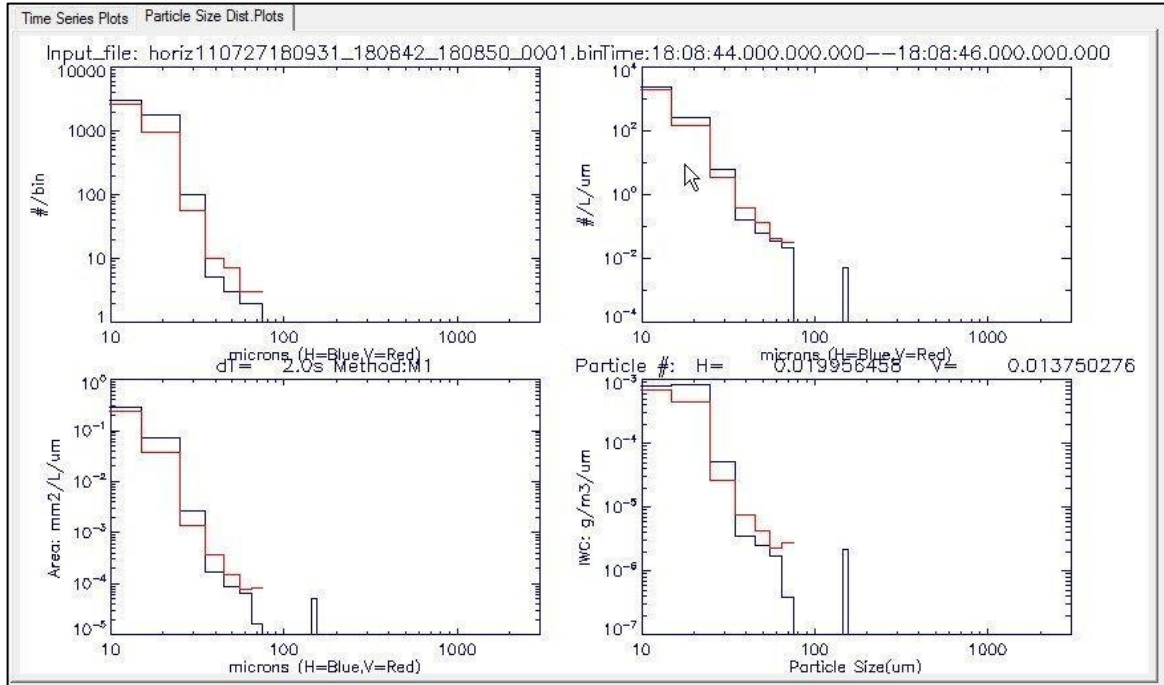 Time Series Plots Particle Size Dist.Plots
Input_file: horiz110727180931_180842_180850_0001.binTime:18:08:44.000.000.000--18:08:46.000.000.000
10000
1000
100
10
1
#/bin
10 100 1000
microns (H=Blue,V=Red)
10^4
10^2
10^0
10^-2
10^-4
#/L/um
10 100 1000
microns (H=Blue,V=Red)
dT= 2.0s Method:M1
10^0
10^-1
10^-2
10^-3
10^-4
10^-5
Area: mm2/L/um
10 100 1000
microns (H=Blue,V=Red)
Particle #: H= 0.019956458 V= 0.013750276
10^-3
10^-4
10^-5
10^-6
10^-7
IWC: g/m3/um
10 100 1000
Particle Size(um)